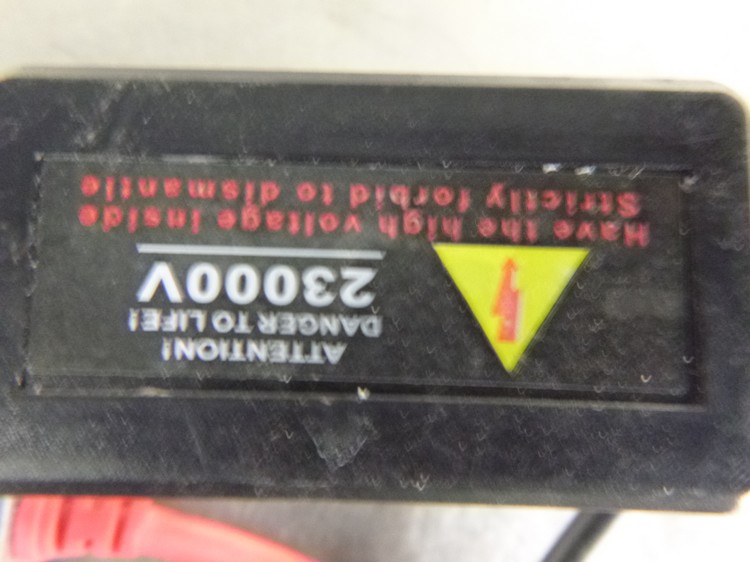 ATTENTION!
DANGER TO LIFE!
23000V
Have the high voltage inside
Strictly forbid to dismantle